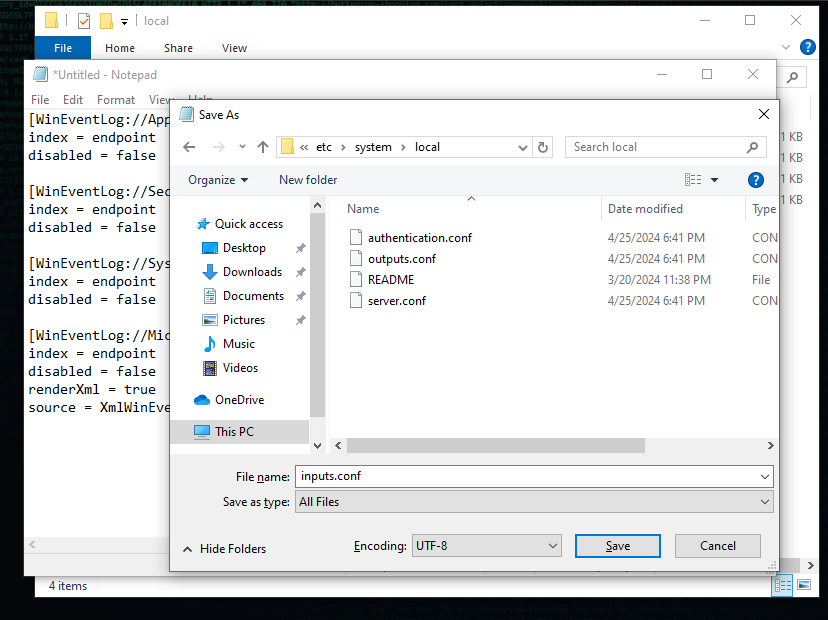 local
File Home Share View
*Untitled - Notepad
File Edit Format View Help
[WinEventLog://App
index = endpoint
disabled = false
[WinEventLog://Sec
index = endpoint
disabled = false
[WinEventLog://Sys
index = endpoint
disabled = false
[WinEventLog://Mic
index = endpoint
disabled = false
renderXml = true
source = XmlWinEve
Save As
« etc › system › local
Search local
Organize
New folder
Quick access
Desktop
Downloads
Documents
Pictures
Music
Videos
OneDrive
This PC
Name Date modified Type
authentication.conf 4/25/2024 6:41 PM CON
outputs.conf 4/25/2024 6:41 PM CON
README 3/20/2024 11:38 PM File
server.conf 4/25/2024 6:41 PM CON
1 KB
1 KB
1 KB
1 KB
File name: inputs.conf
Save as type: All Files
Hide Folders
Encoding: UTF-8
Save
Cancel
4 items